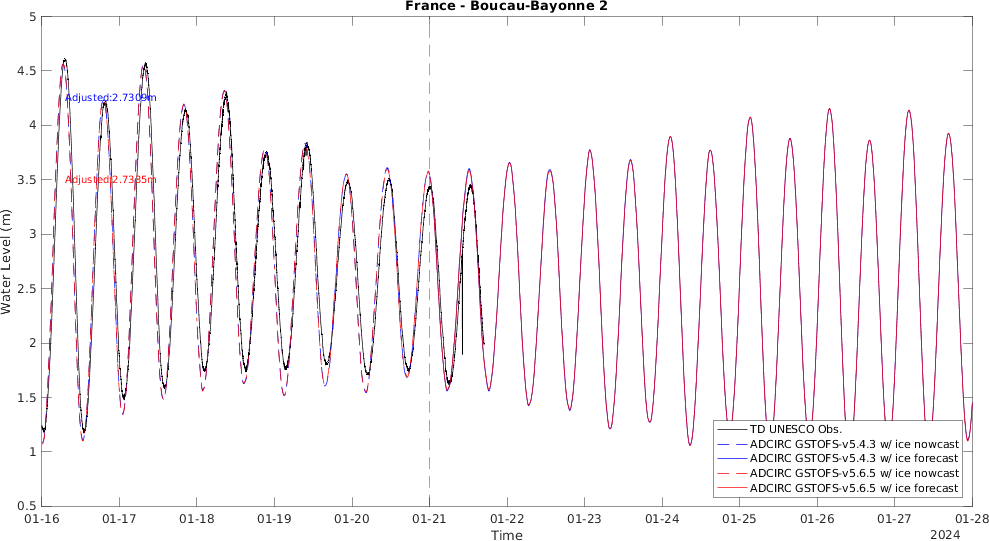 France - Boucau-Bayonne 2
5
4.5
4
3.5
3
2.5
2
1.5
1
0.5
Water Level (m)
Adjusted:2.7309m
Adjusted:2.7335m
TD UNESCO Obs.
ADCIRC GSTOFS-v5.4.3 w/ ice nowcast
ADCIRC GSTOFS-v5.4.3 w/ ice forecast
ADCIRC GSTOFS-v5.6.5 w/ ice nowcast
ADCIRC GSTOFS-v5.6.5 w/ ice forecast
01-16 01-17 01-18 01-19 01-20 01-21 01-22 01-23 01-24 01-25 01-26 01-27 01-28
Time
2024